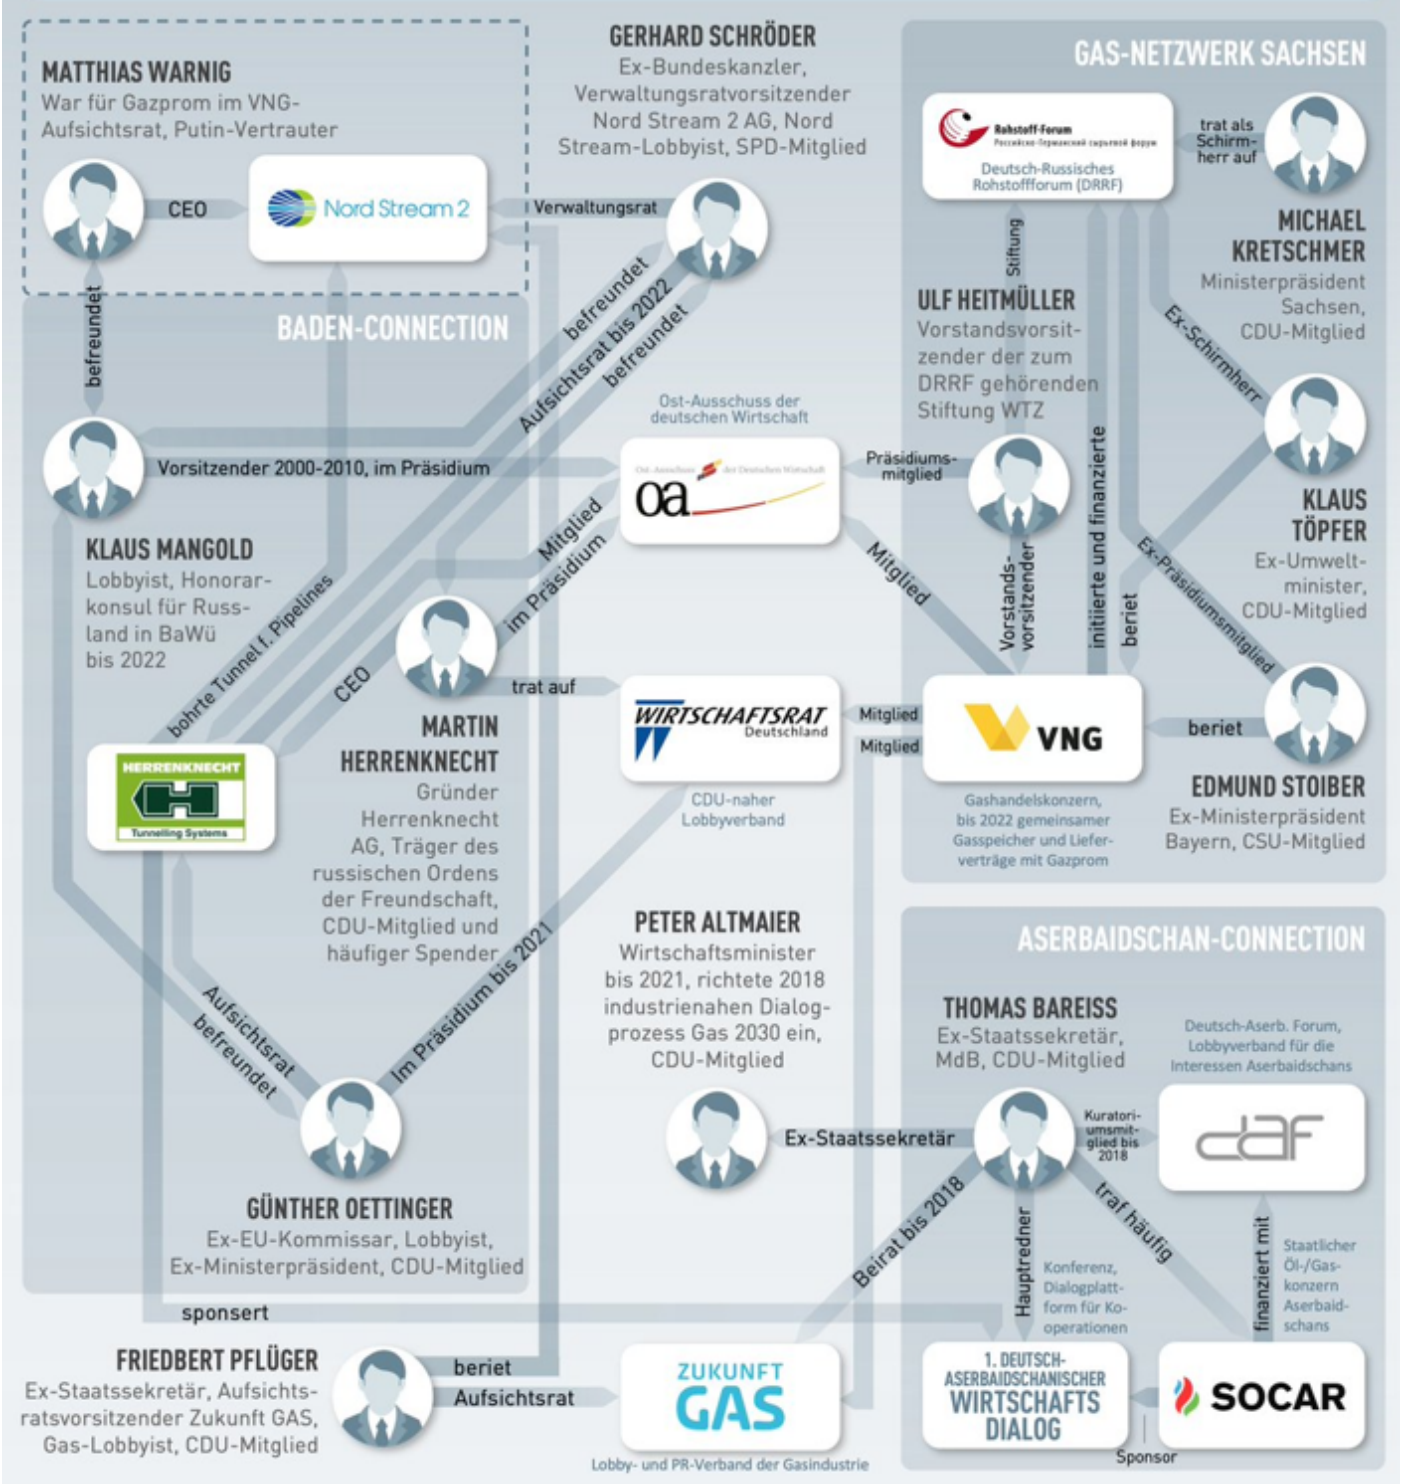 MATTHIAS WARNIG
War für Gazprom im VNG-
Aufsichtsrat, Putin-Vertrauter
CEO
Nord Stream 2
befreundet
GERHARD SCHRÖDER
Ex-Bundeskanzler,
Verwaltungsratvorsitzender
Nord Stream 2 AG, Nord
Stream-Lobbyist, SPD-Mitglied
Verwaltungsrat
befreundet
Aufsichtsrat bis 2022
befreundet
GAS-NETZWERK SACHSEN
Rohstoff-Forum
Российско-Германский сырьевой форум
Deutsch-Russisches
Rohstoffforum (DRRF)
trat als
Schirm-
herr auf
MICHAEL
KRETSCHMER
Ministerpräsident
Sachsen,
CDU-Mitglied
Stiftung
ULF HEITMÜLLER
Vorstandsvorsit-
zender der zum
DRRF gehörenden
Stiftung WTZ
Ex-Schirmherr
KLAUS
TÖPFER
Ex-Umwelt-
minister,
CDU-Mitglied
Präsidiums-
mitglied
Vorstands-
vorsitzender
initiierte und finanzierte
beriet
Ex-Präsidiumsmitglied
Mitglied
VNG
Gashandelskonzern,
bis 2022 gemeinsamer
Gasspeicher und Liefer-
verträge mit Gazprom
beriet
EDMUND STOIBER
Ex-Ministerpräsident
Bayern, CSU-Mitglied
Mitglied
Mitglied
BADEN-CONNECTION
Vorsitzender 2000-2010, im Präsidium
KLAUS MANGOLD
Lobbyist, Honorar-
konsul für Russ-
land in BaWü
bis 2022
Ost-Ausschuss der
deutschen Wirtschaft
Ost-Ausschuss der Deutschen Wirtschaft
oa
Mitglied
im Präsidium
bohrte Tunnel f. Pipelines
CEO
trat auf
MARTIN
HERRENKNECHT
Gründer
Herrenknecht
AG, Träger des
russischen Ordens
der Freundschaft,
CDU-Mitglied und
häufiger Spender
HERRENKNECHT
Tunnelling Systems
WIRTSCHAFTSRAT
Deutschland
CDU-naher
Lobbyverband
Aufsichtsrat
befreundet
Im Präsidium bis 2021
GÜNTHER OETTINGER
Ex-EU-Kommissar, Lobbyist,
Ex-Ministerpräsident, CDU-Mitglied
sponsert
PETER ALTMAIER
Wirtschaftsminister
bis 2021, richtete 2018
industrienahen Dialog-
prozess Gas 2030 ein,
CDU-Mitglied
Ex-Staatssekretär
ASERBAIDSCHAN-CONNECTION
THOMAS BAREISS
Ex-Staatssekretär,
MdB, CDU-Mitglied
Deutsch-Aserb. Forum,
Lobbyverband für die
Interessen Aserbaidschans
Kuratori-
umsmit-
glied bis
2018
daf
Beirat bis 2018
Hauptredner
traf häufig
finanziert mit
Konferenz,
Dialogplatt-
form für Ko-
operationen
Staatlicher
Öl-/Gas-
konzern
Aserbaid-
schans
1. DEUTSCH-
ASERBAIDSCHANISCHER
WIRTSCHAFTS
DIALOG
SOCAR
Sponsor
FRIEDBERT PFLÜGER
Ex-Staatssekretär, Aufsichts-
ratsvorsitzender Zukunft GAS,
Gas-Lobbyist, CDU-Mitglied
beriet
Aufsichtsrat
ZUKUNFT
GAS
Lobby- und PR-Verband der Gasindustrie